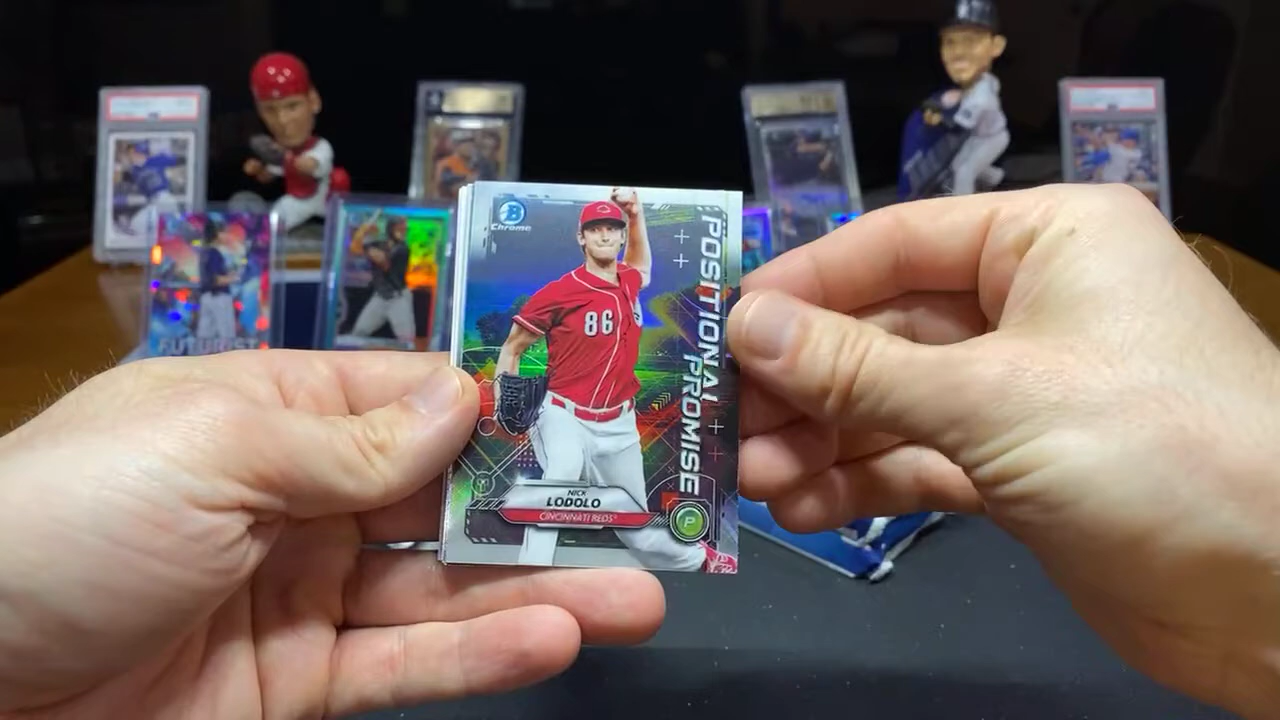 B
Chrome
POSITIONAL
PROMISE
86
NICK
LODOLO
CINCINNATI REDS
P
FUTURIST